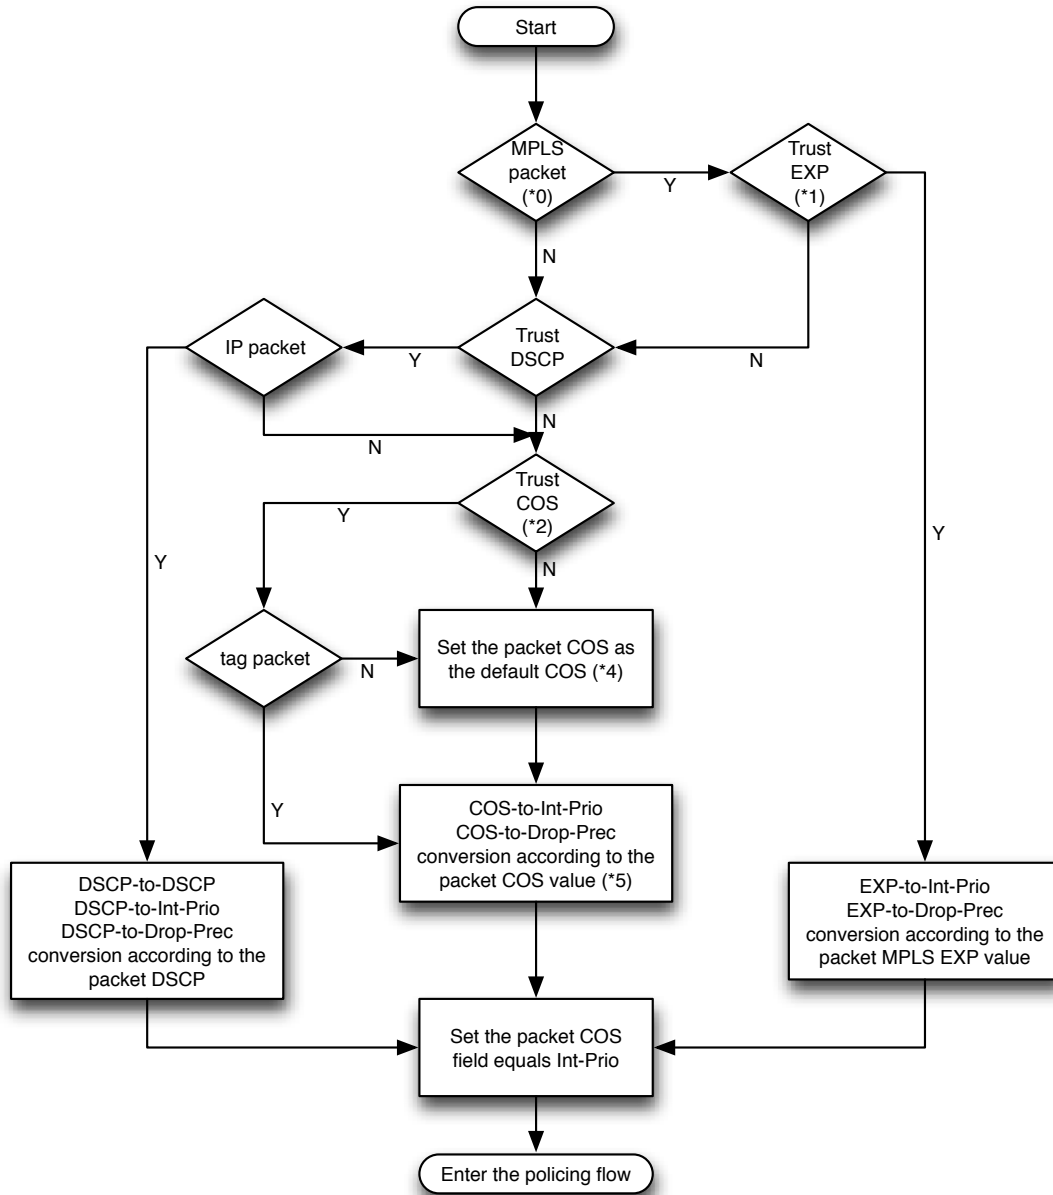 Start
MPLS
packet
(*0)
Y
Trust
EXP
(*1)
N
IP packet
Y
Trust
DSCP
N
N
N
Trust
COS
(*2)
Y
Y
Y
N
tag packet
N
Set the packet COS as
the default COS (*4)
Y
COS-to-Int-Prio
COS-to-Drop-Prec
conversion according to the
packet COS value (*5)
DSCP-to-DSCP
DSCP-to-Int-Prio
DSCP-to-Drop-Prec
conversion according to the
packet DSCP
EXP-to-Int-Prio
EXP-to-Drop-Prec
conversion according to the
packet MPLS EXP value
Set the packet COS
field equals Int-Prio
Enter the policing flow